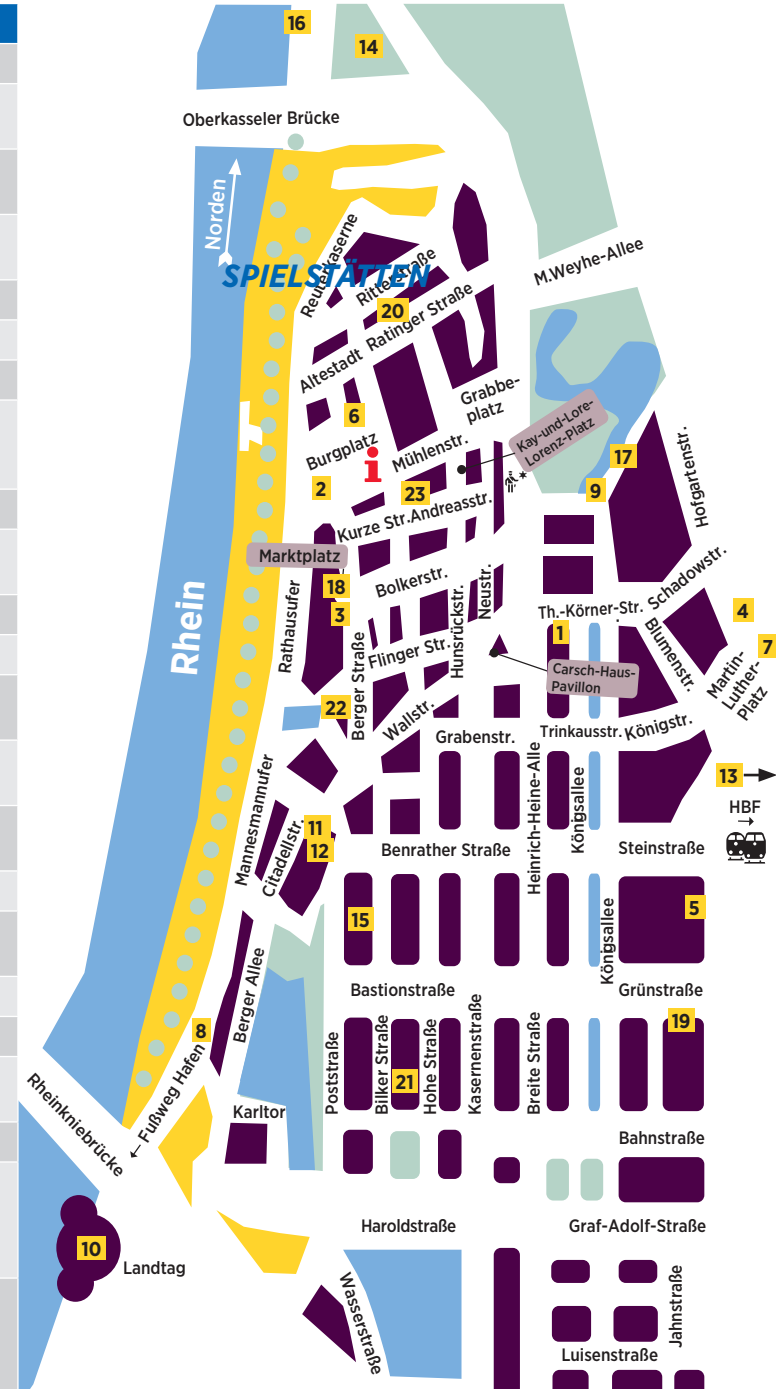 16
14
Oberkasseler Brücke
Norden
Reuterkaserne
SPIELSTÄTTEN
Ritterstraße
M.Weyhe-Allee
20
Ratinger Straße
Altestadt
Grabbe-
platz
6
Kay-und-Lore-
Lorenz-Platz
Burgplatz
i
Mühlenstr.
17
Hofgartenstr.
2
23
9
Kurze Str.
Andreasstr.
Marktplatz
Schadowstr.
18
Bolkerstr.
3
Th.-Körner-Str.
4
Rhein
Rathausufer
Neustr.
Hunsrückstr.
1
Blumenstr.
7
Berger Straße
Flinger Str.
Carsch-Haus-
Pavillon
Martin-
Luther-
Platz
22
Wallstr.
Grabenstr.
Trinkausstr.
Königstr.
13
Mannesmannufer
Heinrich-Heine-Alle
Königsallee
HBF
→
11
Citadellstr.
12
Benrather Straße
Steinstraße
15
5
Königsallee
Berger Allee
Bastionstraße
Grünstraße
8
19
Fußweg Hafen
←
Poststraße
Bilker Straße
21
Hohe Straße
Kasernenstraße
Breite Straße
Rheinkniebrücke
Karltor
Bahnstraße
Haroldstraße
Graf-Adolf-Straße
10
Landtag
Wasserstraße
Jahnstraße
Luisenstraße